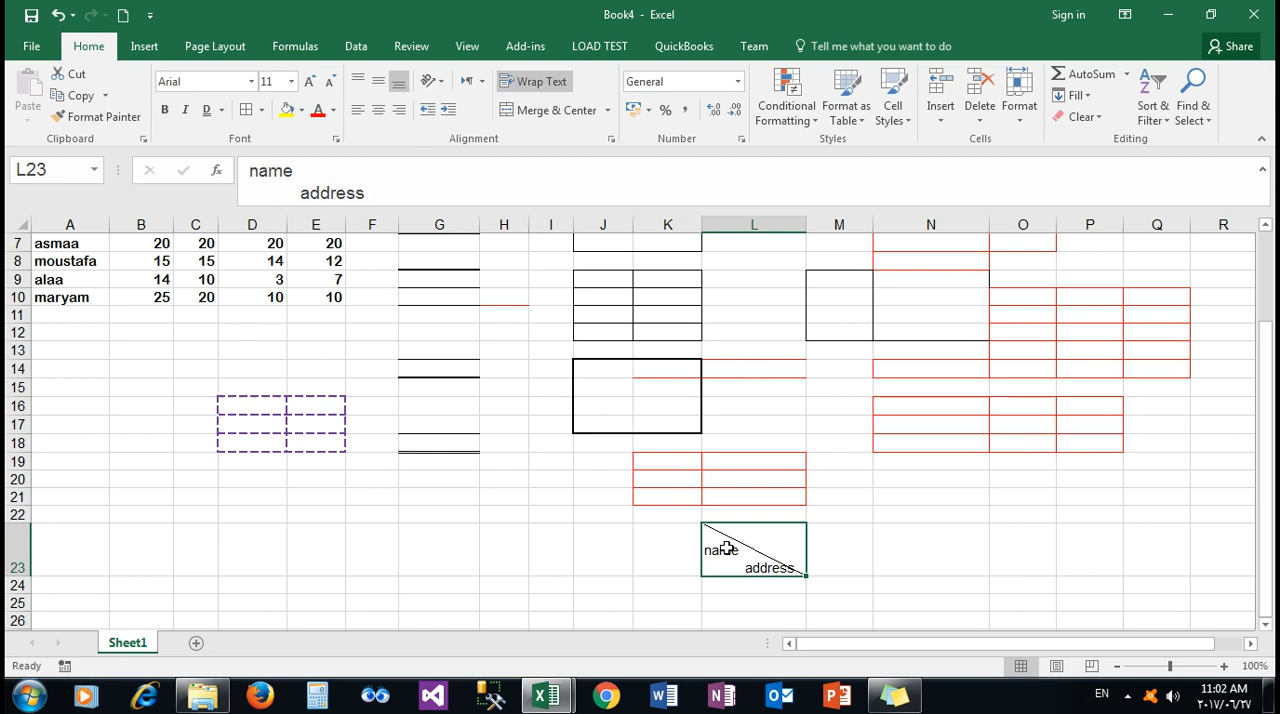 Book4 - Excel
Sign in
File Home Insert Page Layout Formulas Data Review View Add-ins LOAD TEST QuickBooks Team Tell me what you want to do Share
Paste
Cut
Copy
Format Painter
Clipboard
Arial 11
B I D A
Font
Wrap Text
Merge & Center
Alignment
General
% ,
Number
Conditional Formatting
Format as Table
Cell Styles
Styles
Insert Delete Format
Cells
AutoSum
Fill
Clear
Sort & Filter
Find & Select
Editing
L23
fx
name
address
A B C D E F G H I J K L M N O P Q R
7 asmaa 20 20 20 20
8 moustafa 15 15 14 12
9 alaa 14 10 3 7
10 maryam 25 20 10 10
11
12
13
14
15
16
17
18
19
20
21
22
name
23 address
24
25
26
Sheet1
Ready
100%
EN
11:02 AM
٢٠١٧/٠٦/٢٧